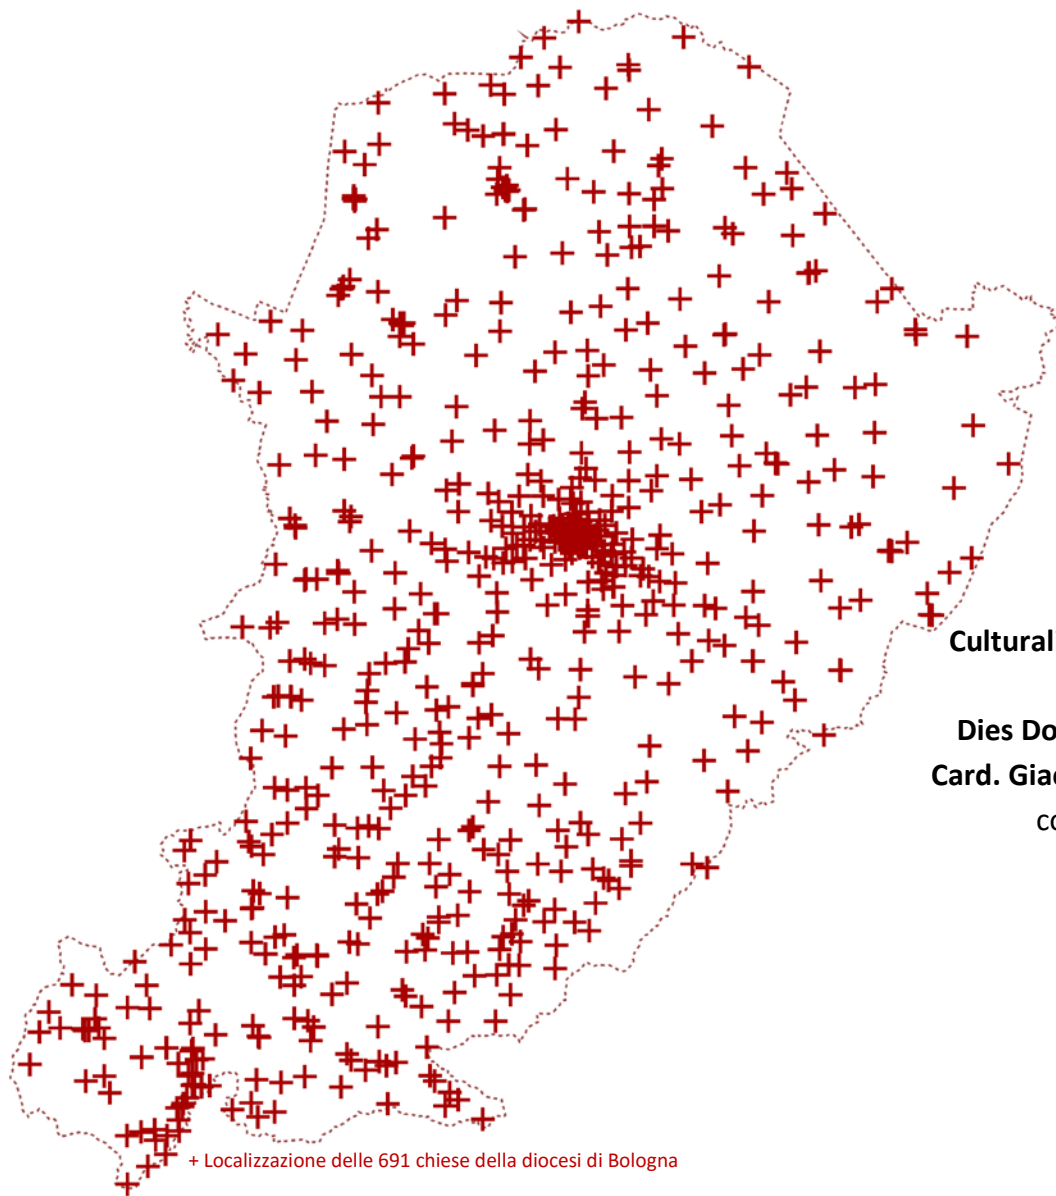 Cultural
Dies Do
Card. Gia
co
+ Localizzazione delle 691 chiese della diocesi di Bologna